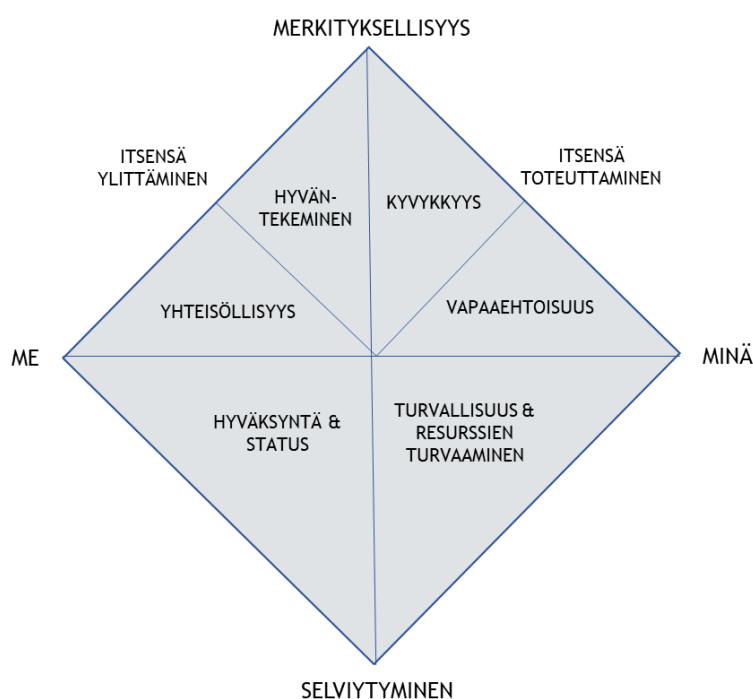 MERKITYKSELLISYYS
ITSENSÄ
YLITTÄMINEN
ITSENSÄ
TOTEUTTAMINEN
HYVÄN-
TEKEMINEN
KYVYKKYYS
YHTEISÖLLISYYS
VAPAAEHTOISUUS
ME
MINÄ
HYVÄKSYNTÄ &
STATUS
TURVALLISUUS &
RESURSSIEN
TURVAAMINEN
SELVIYTYMINEN